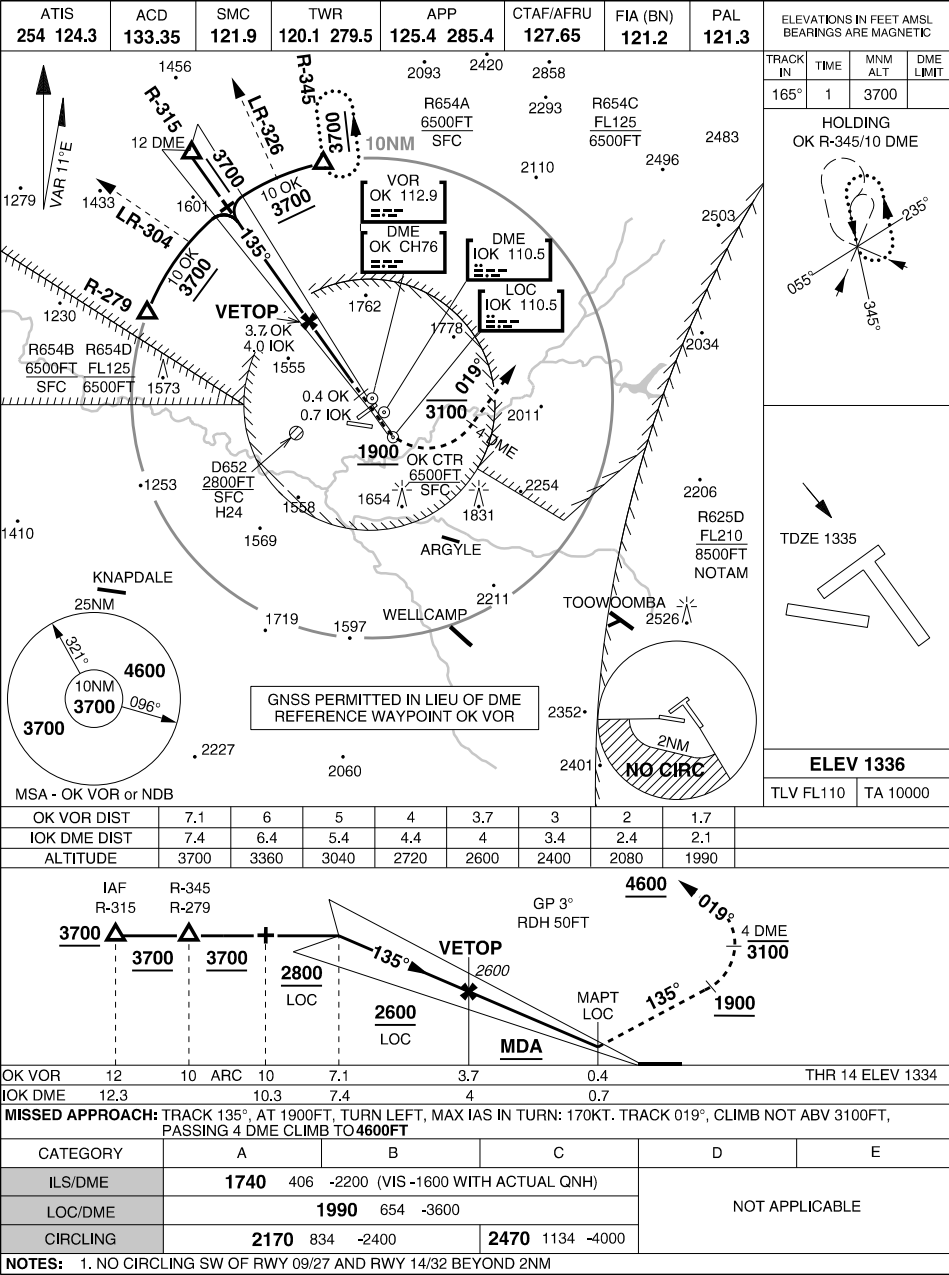 ATIS ACD SMC TWR APP CTAF/AFRU FIA (BN) PAL
254 124.3 133.35 121.9 120.1 279.5 125.4 285.4 127.65 121.2 121.3
ELEVATIONS IN FEET AMSL
BEARINGS ARE MAGNETIC
TRACK IN TIME MNM ALT DME LIMIT
165° 1 3700
HOLDING
OK R-345/10 DME
235°
055°
345°
VAR 11°E
1456
2093
2420
2858
2293
2483
2496
2110
2503
1279
1433
1601
R-315
12 DME
LR-326
R-345
3700
10NM
R654A
6500FT
SFC
R654C
FL125
6500FT
3700
10 OK
3700
135°
LR-304
10 OK
3700
R-279
VOR
OK 112.9
DME
OK CH76
DME
IOK 110.5
LOC
IOK 110.5
1230
1762
1778
2034
VETOP
3.7 OK
4.0 IOK
1555
R654B
6500FT
SFC
R654D
FL125
6500FT
1573
0.4 OK
0.7 IOK
019°
3100
2011
4 DME
1900
OK CTR
6500FT
SFC
D652
2800FT
SFC
H24
1253
1558
1654
1831
2254
2206
1410
1569
ARGYLE
R625D
FL210
8500FT
NOTAM
TDZE 1335
KNAPDALE
2211
WELLCAMP
TOOWOOMBA
2526
1719
1597
25NM
321°
4600
10NM
3700
096°
3700
GNSS PERMITTED IN LIEU OF DME
REFERENCE WAYPOINT OK VOR
2352
2NM
NO CIRC
2227
2060
2401
MSA - OK VOR or NDB
ELEV 1336
TLV FL110 TA 10000
OK VOR DIST 7.1 6 5 4 3.7 3 2 1.7
IOK DME DIST 7.4 6.4 5.4 4.4 4 3.4 2.4 2.1
ALTITUDE 3700 3360 3040 2720 2600 2400 2080 1990
IAF
R-315
R-345
R-279
GP 3°
RDH 50FT
4600
019°
4 DME
3100
3700
3700
3700
135°
VETOP
2600
2800
LOC
2600
LOC
MAPT
LOC
135°
1900
MDA
OK VOR 12 10 ARC 10 7.1 3.7 0.4 THR 14 ELEV 1334
IOK DME 12.3 10.3 7.4 4 0.7
MISSED APPROACH: TRACK 135°, AT 1900FT, TURN LEFT, MAX IAS IN TURN: 170KT. TRACK 019°, CLIMB NOT ABV 3100FT,
PASSING 4 DME CLIMB TO 4600FT
CATEGORY A B C D E
ILS/DME 1740 406 -2200 (VIS -1600 WITH ACTUAL QNH)
NOT APPLICABLE
LOC/DME 1990 654 -3600
CIRCLING 2170 834 -2400 2470 1134 -4000
NOTES: 1. NO CIRCLING SW OF RWY 09/27 AND RWY 14/32 BEYOND 2NM